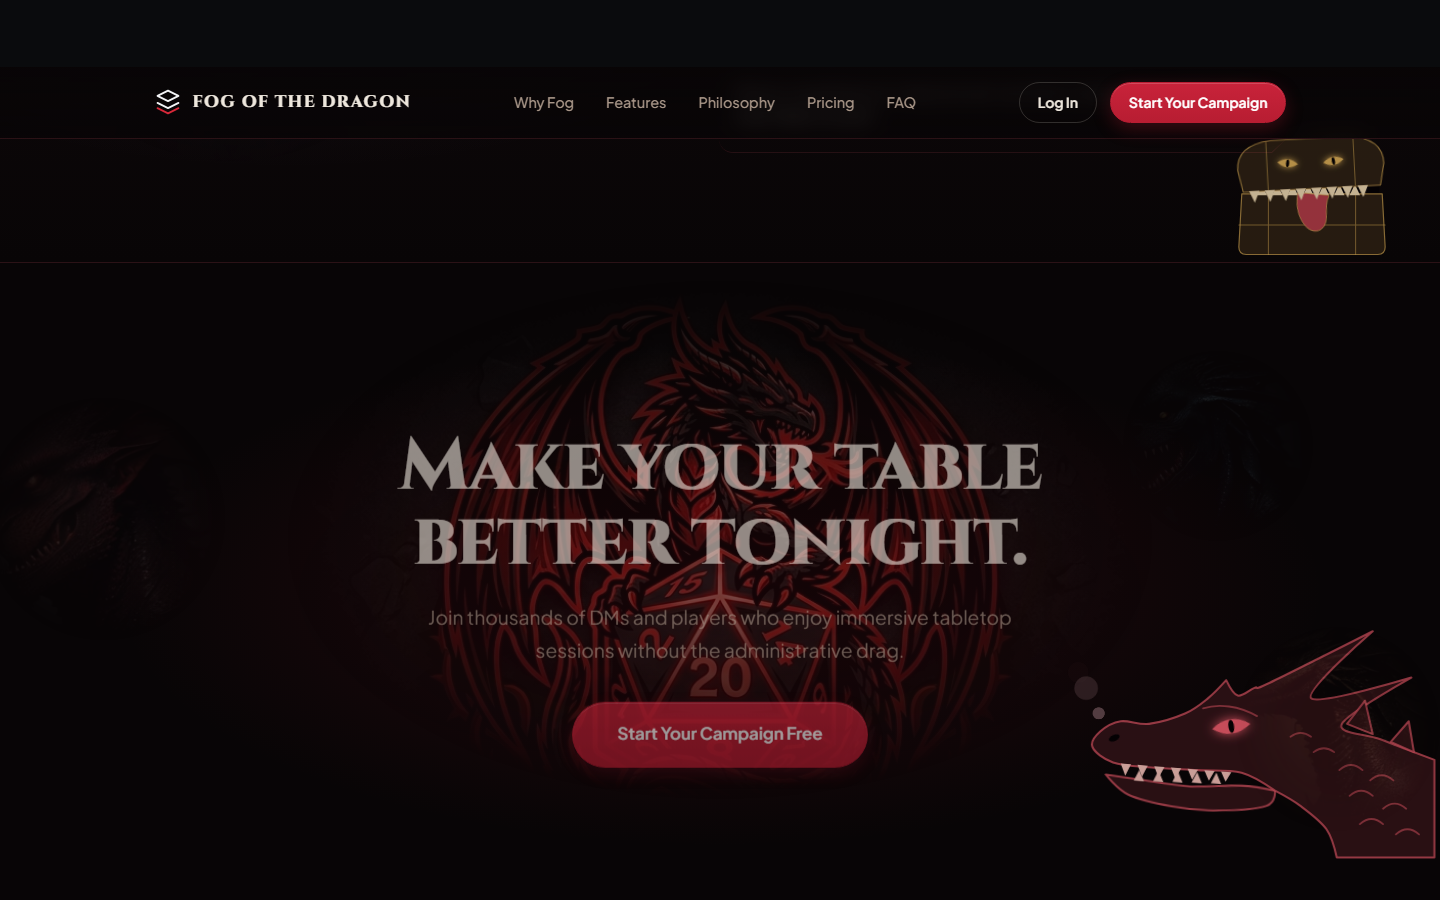 FOG OF THE DRAGON
Why Fog
Features
Philosophy
Pricing
FAQ
Log In
Start Your Campaign
MAKE YOUR TABLE
BETTER TONIGHT.
15
Join thousands of DMs and players who enjoy immersive tabletop
2
14
sessions without the administrative drag.
20
Start Your Campaign Free